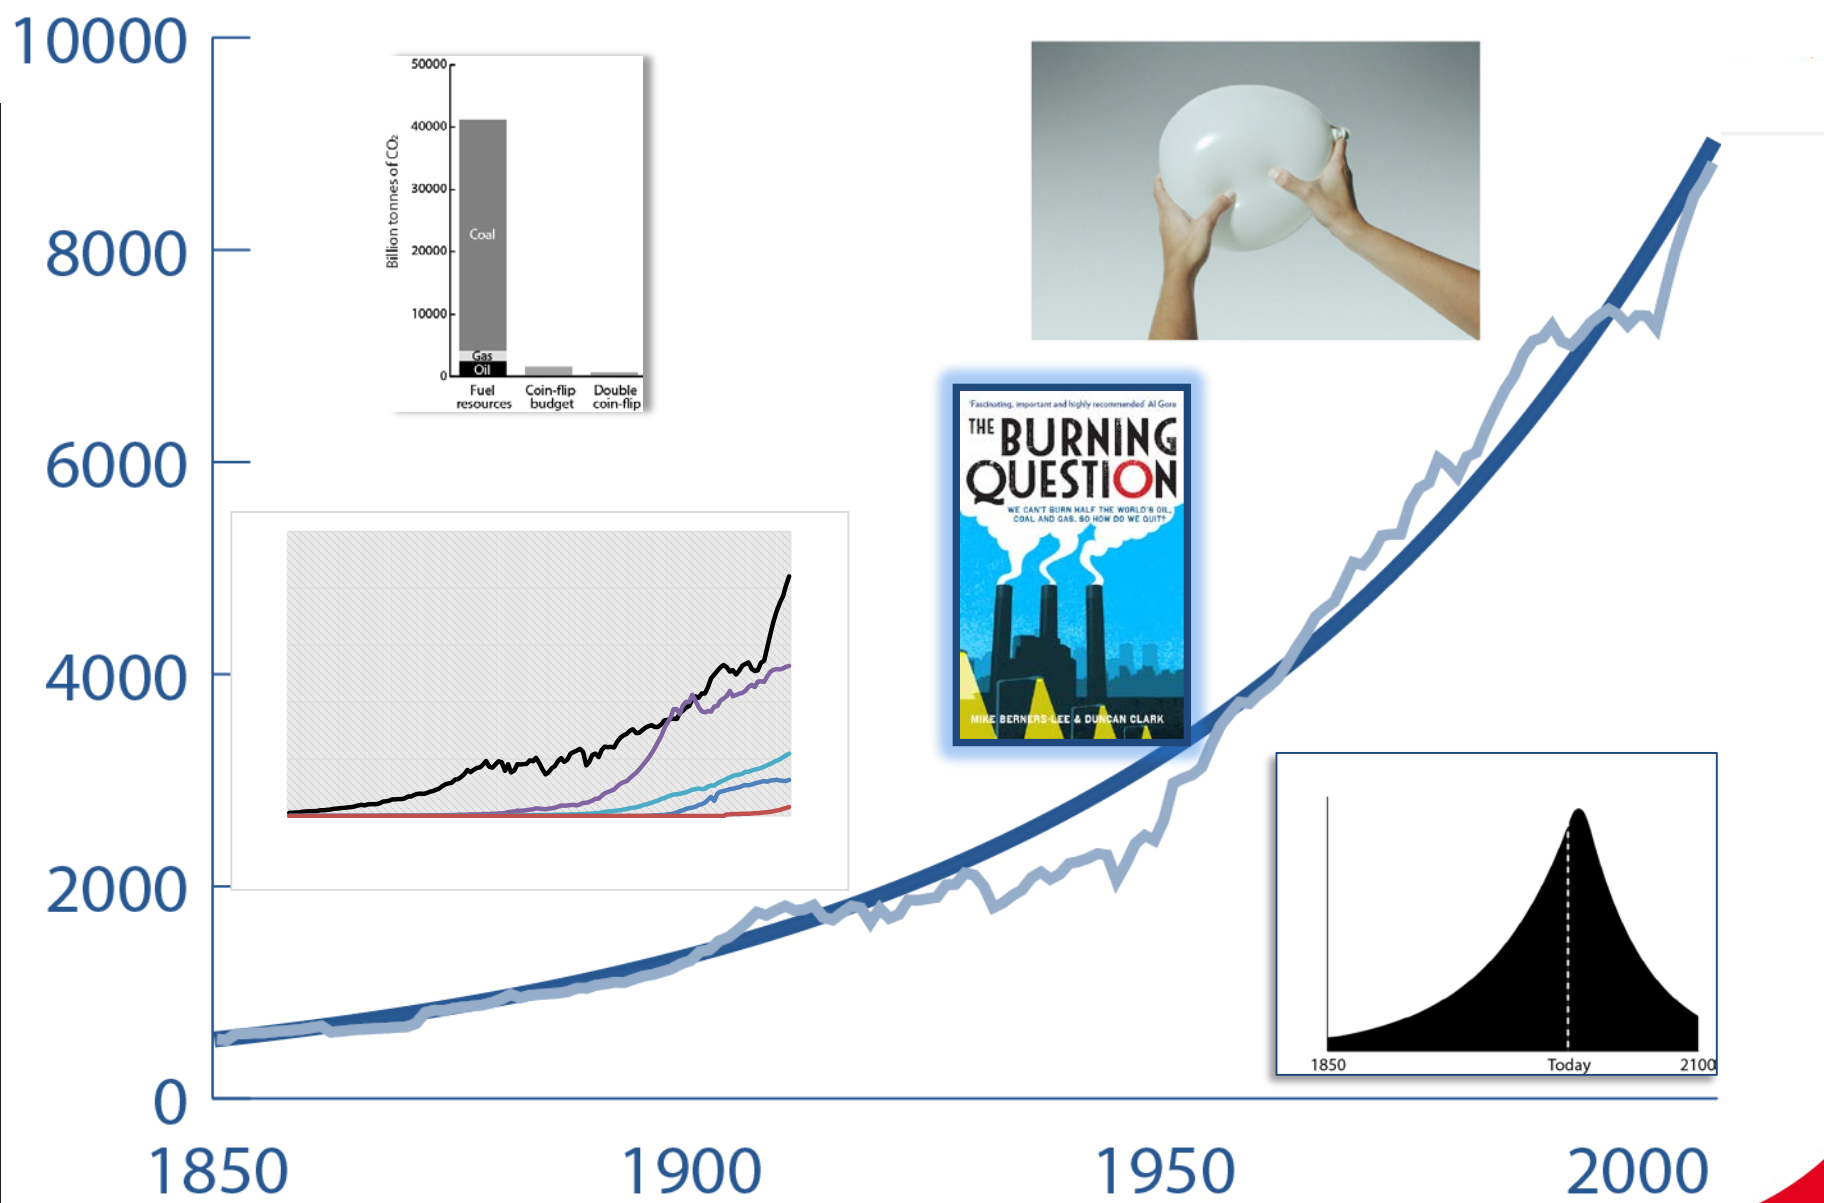 10000
8000
6000
4000
2000
0
1850
1900
1950
2000
50000
40000
30000
20000
10000
0
Billion tonnes of CO₂
Coal
Gas
Oil
Fuel
resources
Coin-flip
budget
Double
coin-flip
'Fascinating, important and highly recommended' Al Gore
THE BURNING
QUESTION
WE CAN'T BURN HALF THE WORLD'S OIL,
COAL AND GAS. SO HOW DO WE QUIT?
MIKE BERNERS-LEE & DUNCAN CLARK
1850
Today
2100